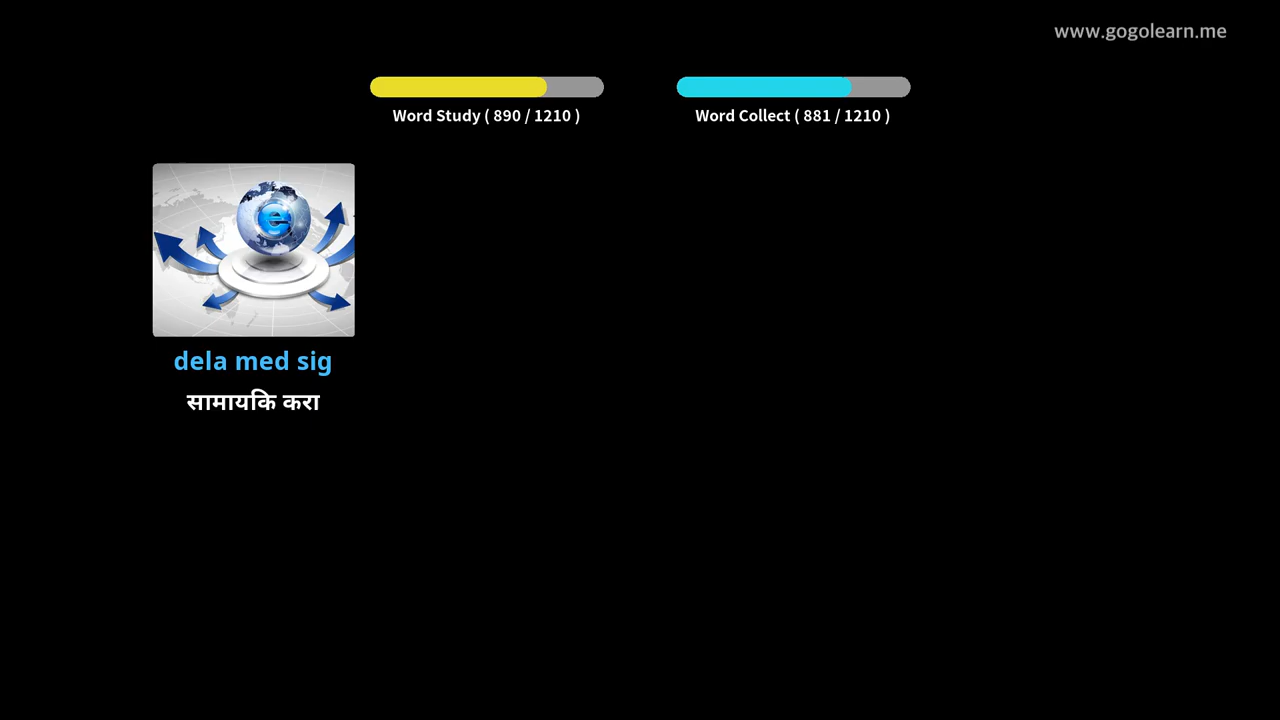 www.gogolearn.me
Word Study ( 890 / 1210 )
Word Collect ( 881 / 1210 )
e
dela med sig
सामायकि करा